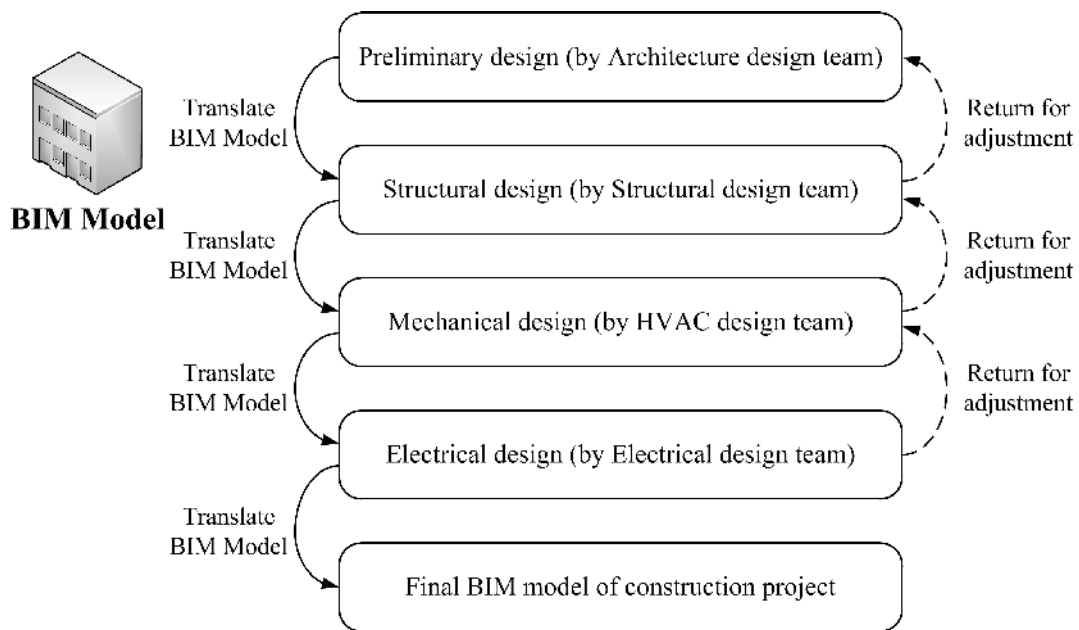 Preliminary design (by Architecture design team)
Translate
BIM Model
Return for
adjustment
BIM Model
Structural design (by Structural design team)
Translate
BIM Model
Return for
adjustment
Mechanical design (by HVAC design team)
Translate
BIM Model
Return for
adjustment
Electrical design (by Electrical design team)
Translate
BIM Model
Final BIM model of construction project